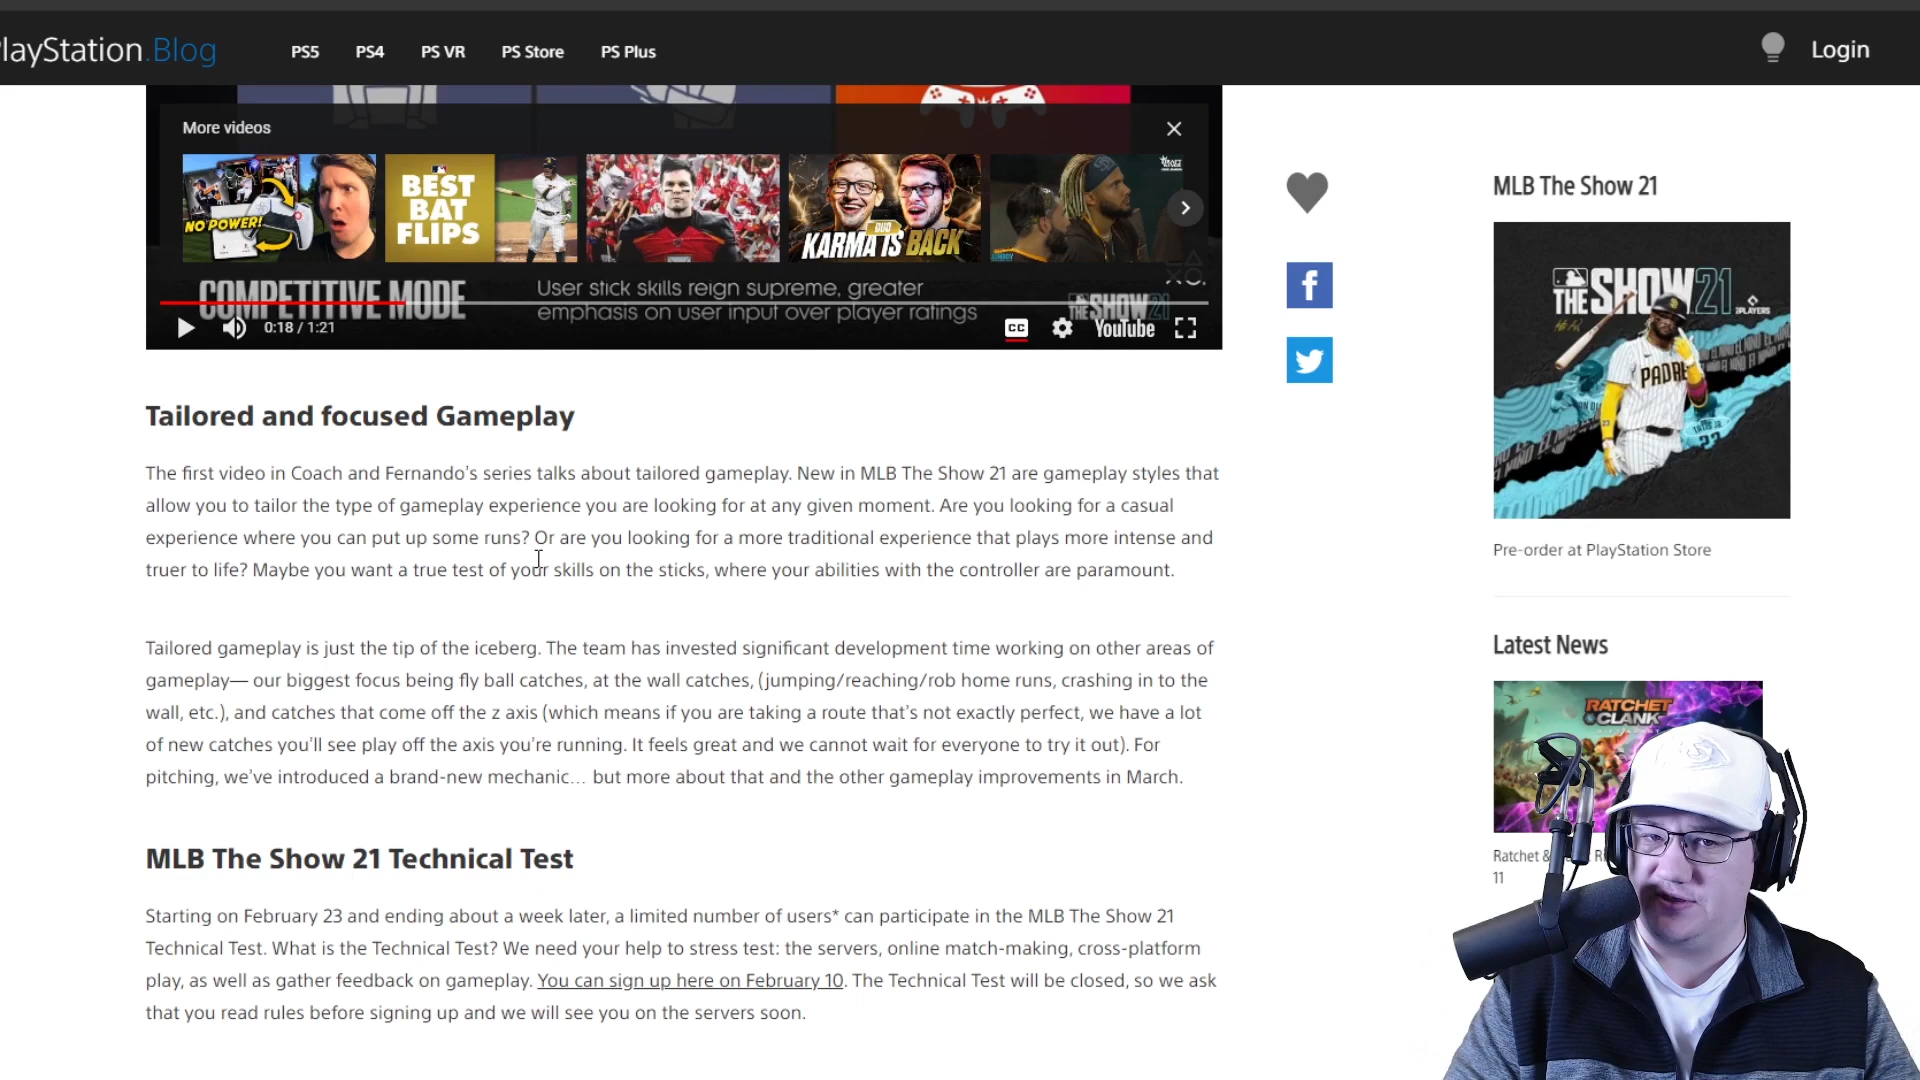 PlayStation.Blog
PS5
PS4
PS VR
PS Store
PS Plus
Login
More videos
NO POWER!
BEST
BAT
FLIPS
DUO
KARMA IS BACK
COMPETITIVE MODE
User stick skills reign supreme, greater
emphasis on user input over player ratings
THE SHOW 21
0:18 / 1:21
CC
YouTube
MLB The Show 21
THE SHOW 21
PADRES
Pre-order at PlayStation Store
Tailored and focused Gameplay
The first video in Coach and Fernando's series talks about tailored gameplay. New in MLB The Show 21 are gameplay styles that
allow you to tailor the type of gameplay experience you are looking for at any given moment. Are you looking for a casual
experience where you can put up some runs? Or are you looking for a more traditional experience that plays more intense and
truer to life? Maybe you want a true test of your skills on the sticks, where your abilities with the controller are paramount.
Tailored gameplay is just the tip of the iceberg. The team has invested significant development time working on other areas of
gameplay— our biggest focus being fly ball catches, at the wall catches, (jumping/reaching/rob home runs, crashing in to the
wall, etc.), and catches that come off the z axis (which means if you are taking a route that's not exactly perfect, we have a lot
of new catches you'll see play off the axis you're running. It feels great and we cannot wait for everyone to try it out). For
pitching, we've introduced a brand-new mechanic… but more about that and the other gameplay improvements in March.
MLB The Show 21 Technical Test
Starting on February 23 and ending about a week later, a limited number of users* can participate in the MLB The Show 21
Technical Test. What is the Technical Test? We need your help to stress test: the servers, online match-making, cross-platform
play, as well as gather feedback on gameplay. You can sign up here on February 10. The Technical Test will be closed, so we ask
that you read rules before signing up and we will see you on the servers soon.
Latest News
RATCHET
& CLANK
Ratchet &
11